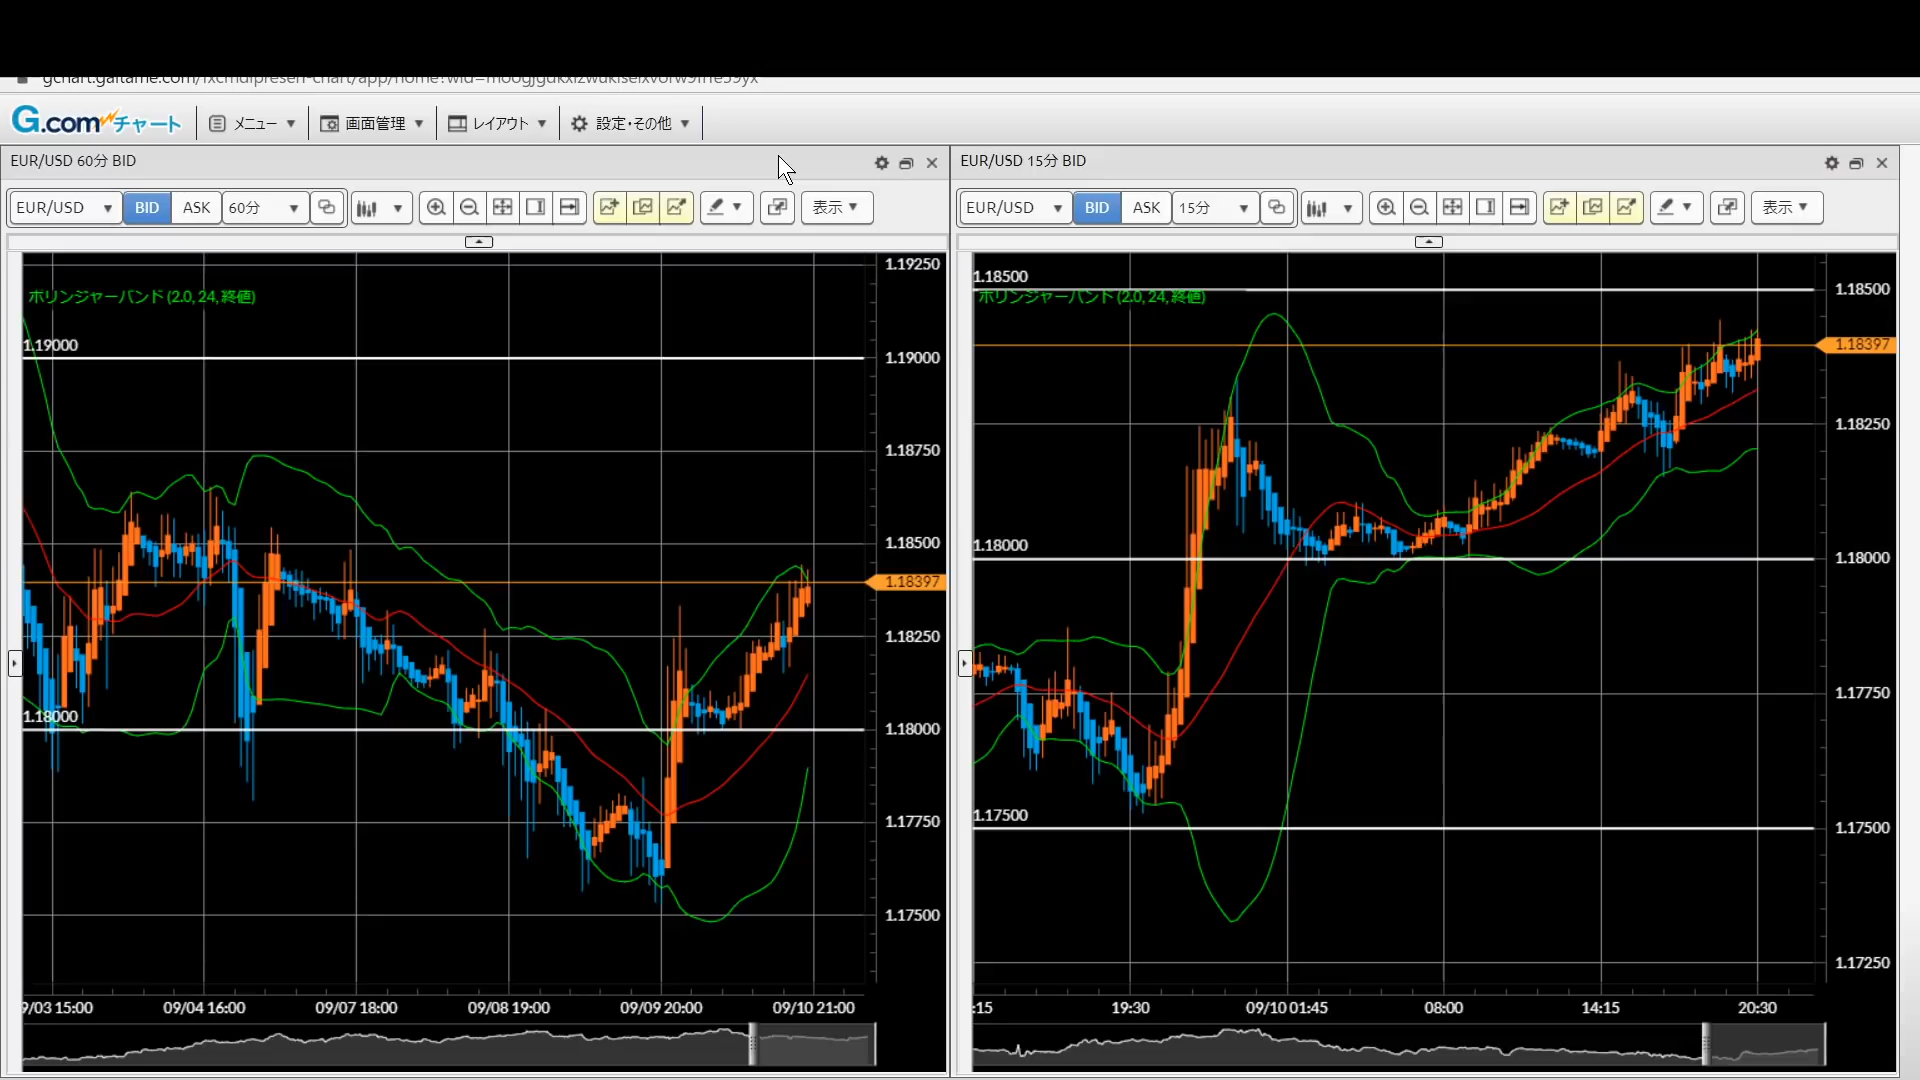 G.comチャート メニュー 画面管理 レイアウト 設定・その他
EUR/USD 60分 BID
EUR/USD BID ASK 60分 表示
ボリンジャーバンド (2.0, 24, 終値)
1.19000
1.18000
1.19250
1.19000
1.18750
1.18500
1.18397
1.18250
1.18000
1.17750
1.17500
9/03 15:00 09/04 16:00 09/07 18:00 09/08 19:00 09/09 20:00 09/10 21:00
EUR/USD 15分 BID
EUR/USD BID ASK 15分 表示
1.18500
ボリンジャーバンド (2.0, 24, 終値)
1.18000
1.17500
1.18500
1.18397
1.18250
1.18000
1.17750
1.17500
1.17250
:15 19:30 09/10 01:45 08:00 14:15 20:30